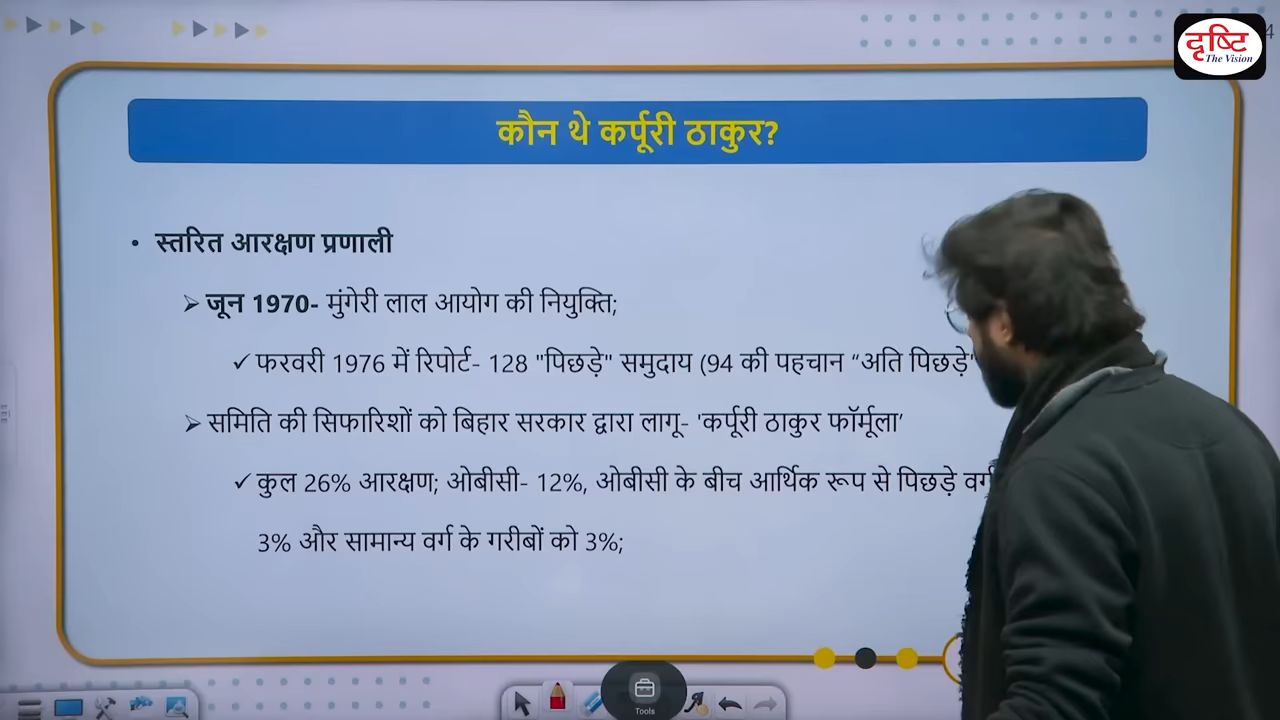 दृष्टि
The Vision
4
कौन थे कर्पूरी ठाकुर?
• स्तरित आरक्षण प्रणाली
➢ जून 1970- मुंगेरी लाल आयोग की नियुक्ति;
✓ फरवरी 1976 में रिपोर्ट- 128 "पिछड़े" समुदाय (94 की पहचान “अति पिछड़े"
➢ समिति की सिफारिशों को बिहार सरकार द्वारा लागू- 'कर्पूरी ठाकुर फॉर्मूला’
✓ कुल 26% आरक्षण; ओबीसी- 12%, ओबीसी के बीच आर्थिक रूप से पिछड़े
3% और सामान्य वर्ग के गरीबों को 3%;
Tools